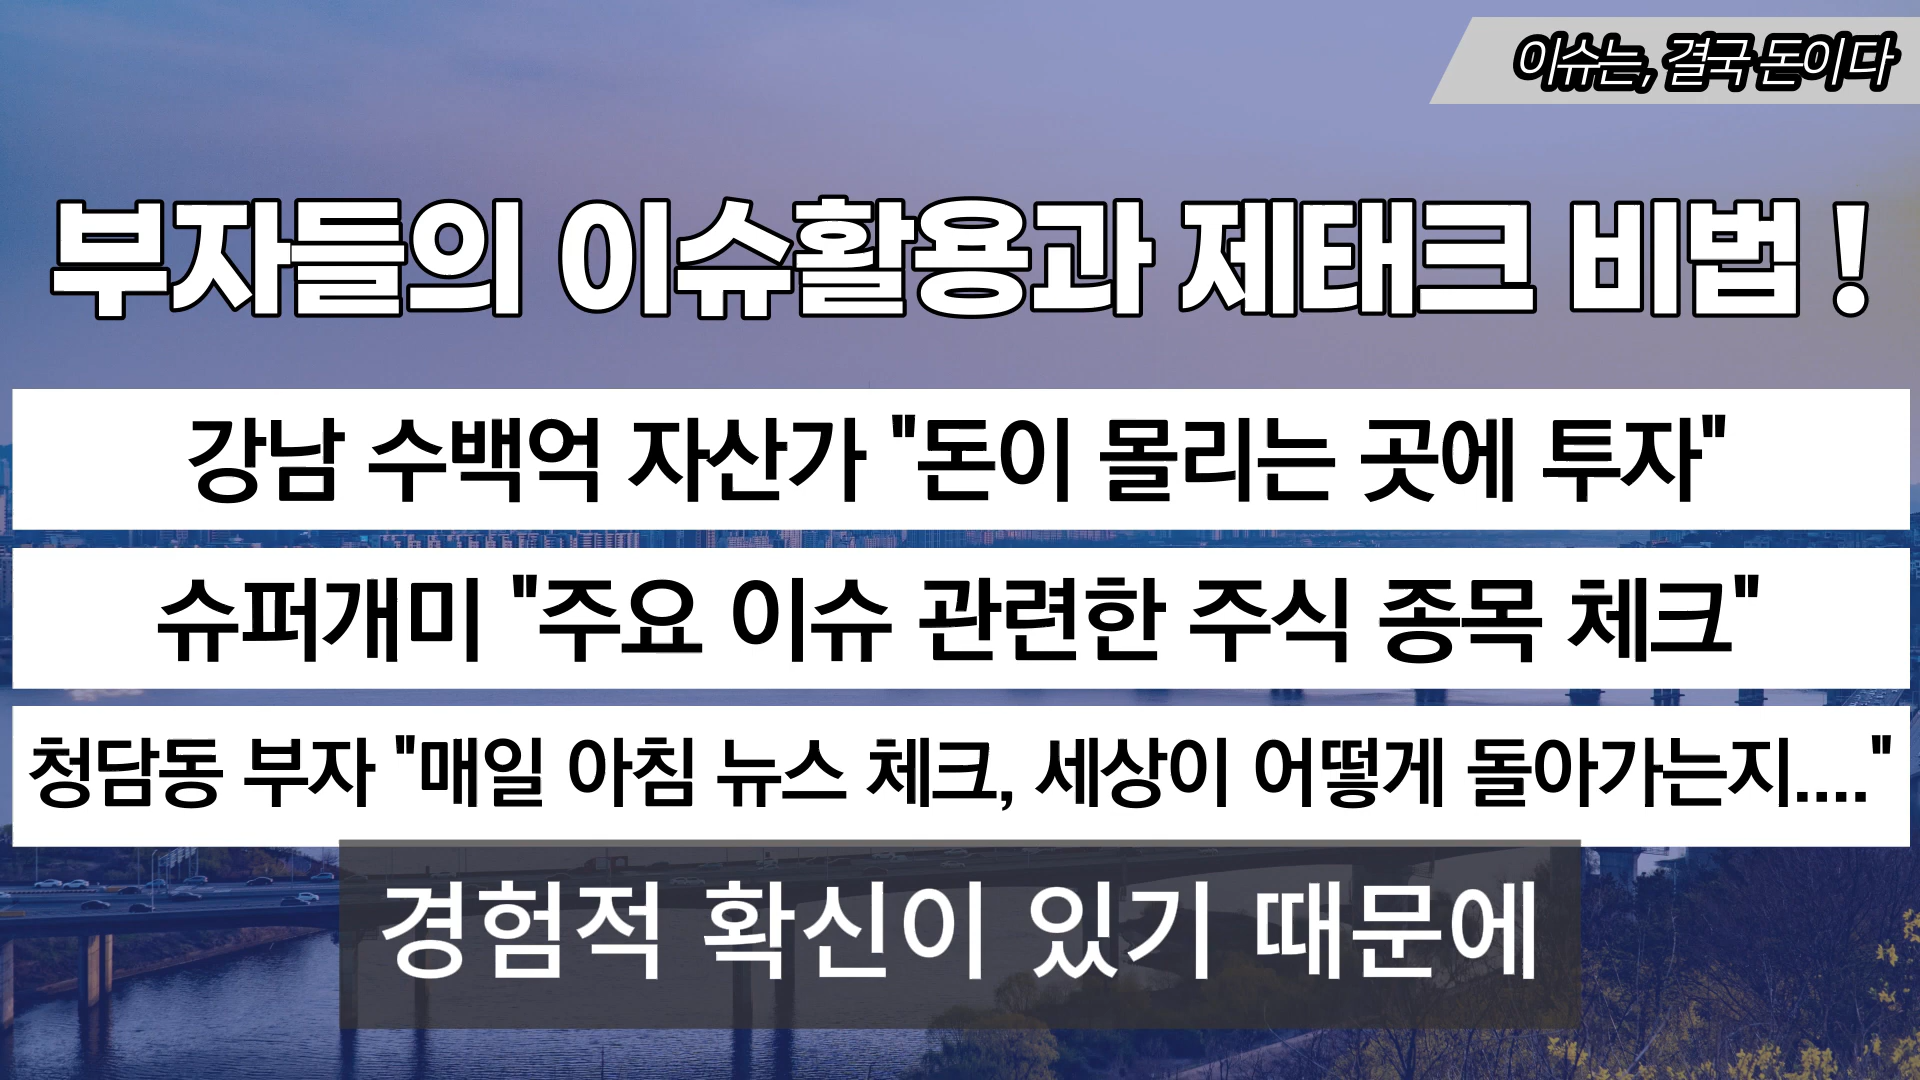 이슈는, 결국 돈이다
부자들의 이슈활용과 제태크 비법 !
강남 수백억 자산가 "돈이 몰리는 곳에 투자"
슈퍼개미 "주요 이슈 관련한 주식 종목 체크"
청담동 부자 "매일 아침 뉴스 체크, 세상이 어떻게 돌아가는지...."
경험적 확신이 있기 때문에